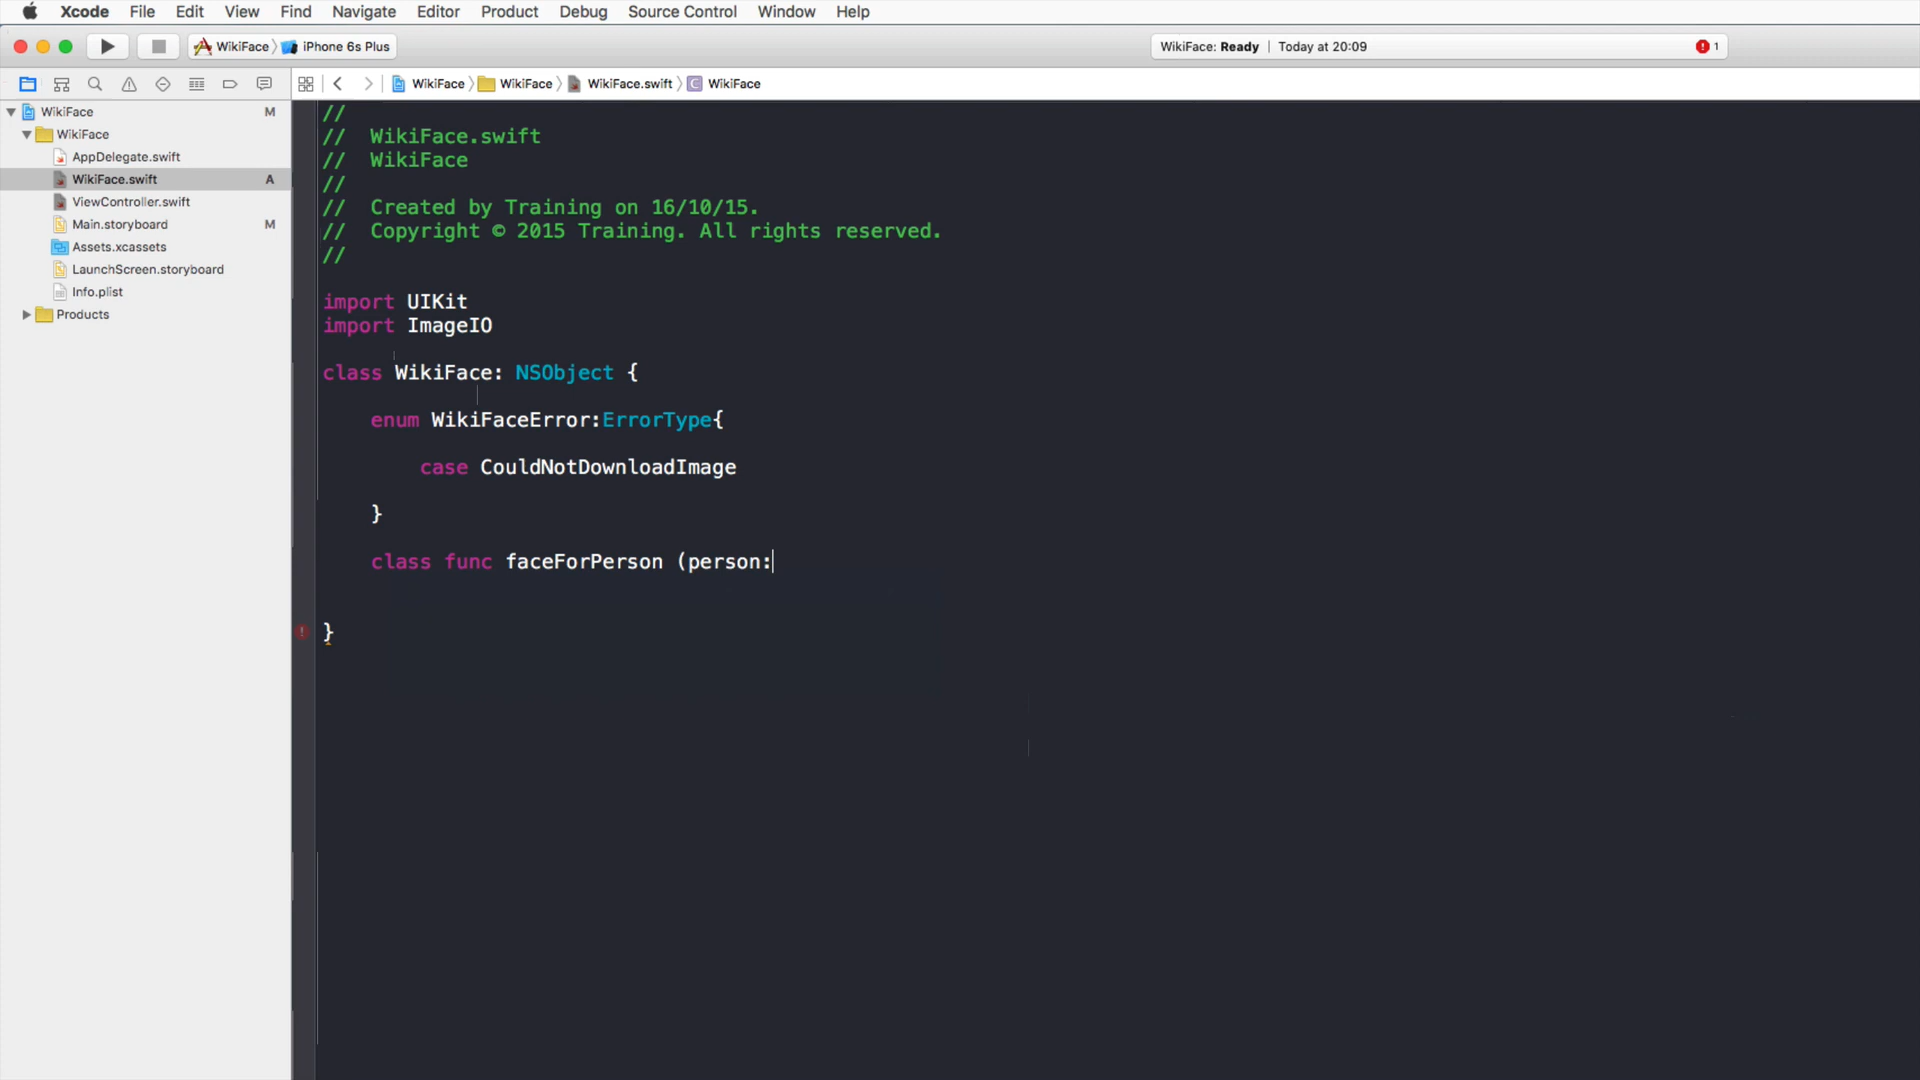 Xcode File Edit View Find Navigate Editor Product Debug Source Control Window Help
WikiFace iPhone 6s Plus
WikiFace: Ready | Today at 20:09
1
WikiFace WikiFace WikiFace.swift C WikiFace
WikiFace M
WikiFace
AppDelegate.swift
WikiFace.swift A
ViewController.swift
Main.storyboard M
Assets.xcassets
LaunchScreen.storyboard
Info.plist
Products
//
// WikiFace.swift
// WikiFace
//
// Created by Training on 16/10/15.
// Copyright © 2015 Training. All rights reserved.
//
import UIKit
import ImageIO
class WikiFace: NSObject {
enum WikiFaceError:ErrorType{
case CouldNotDownloadImage
}
class func faceForPerson (person:
}